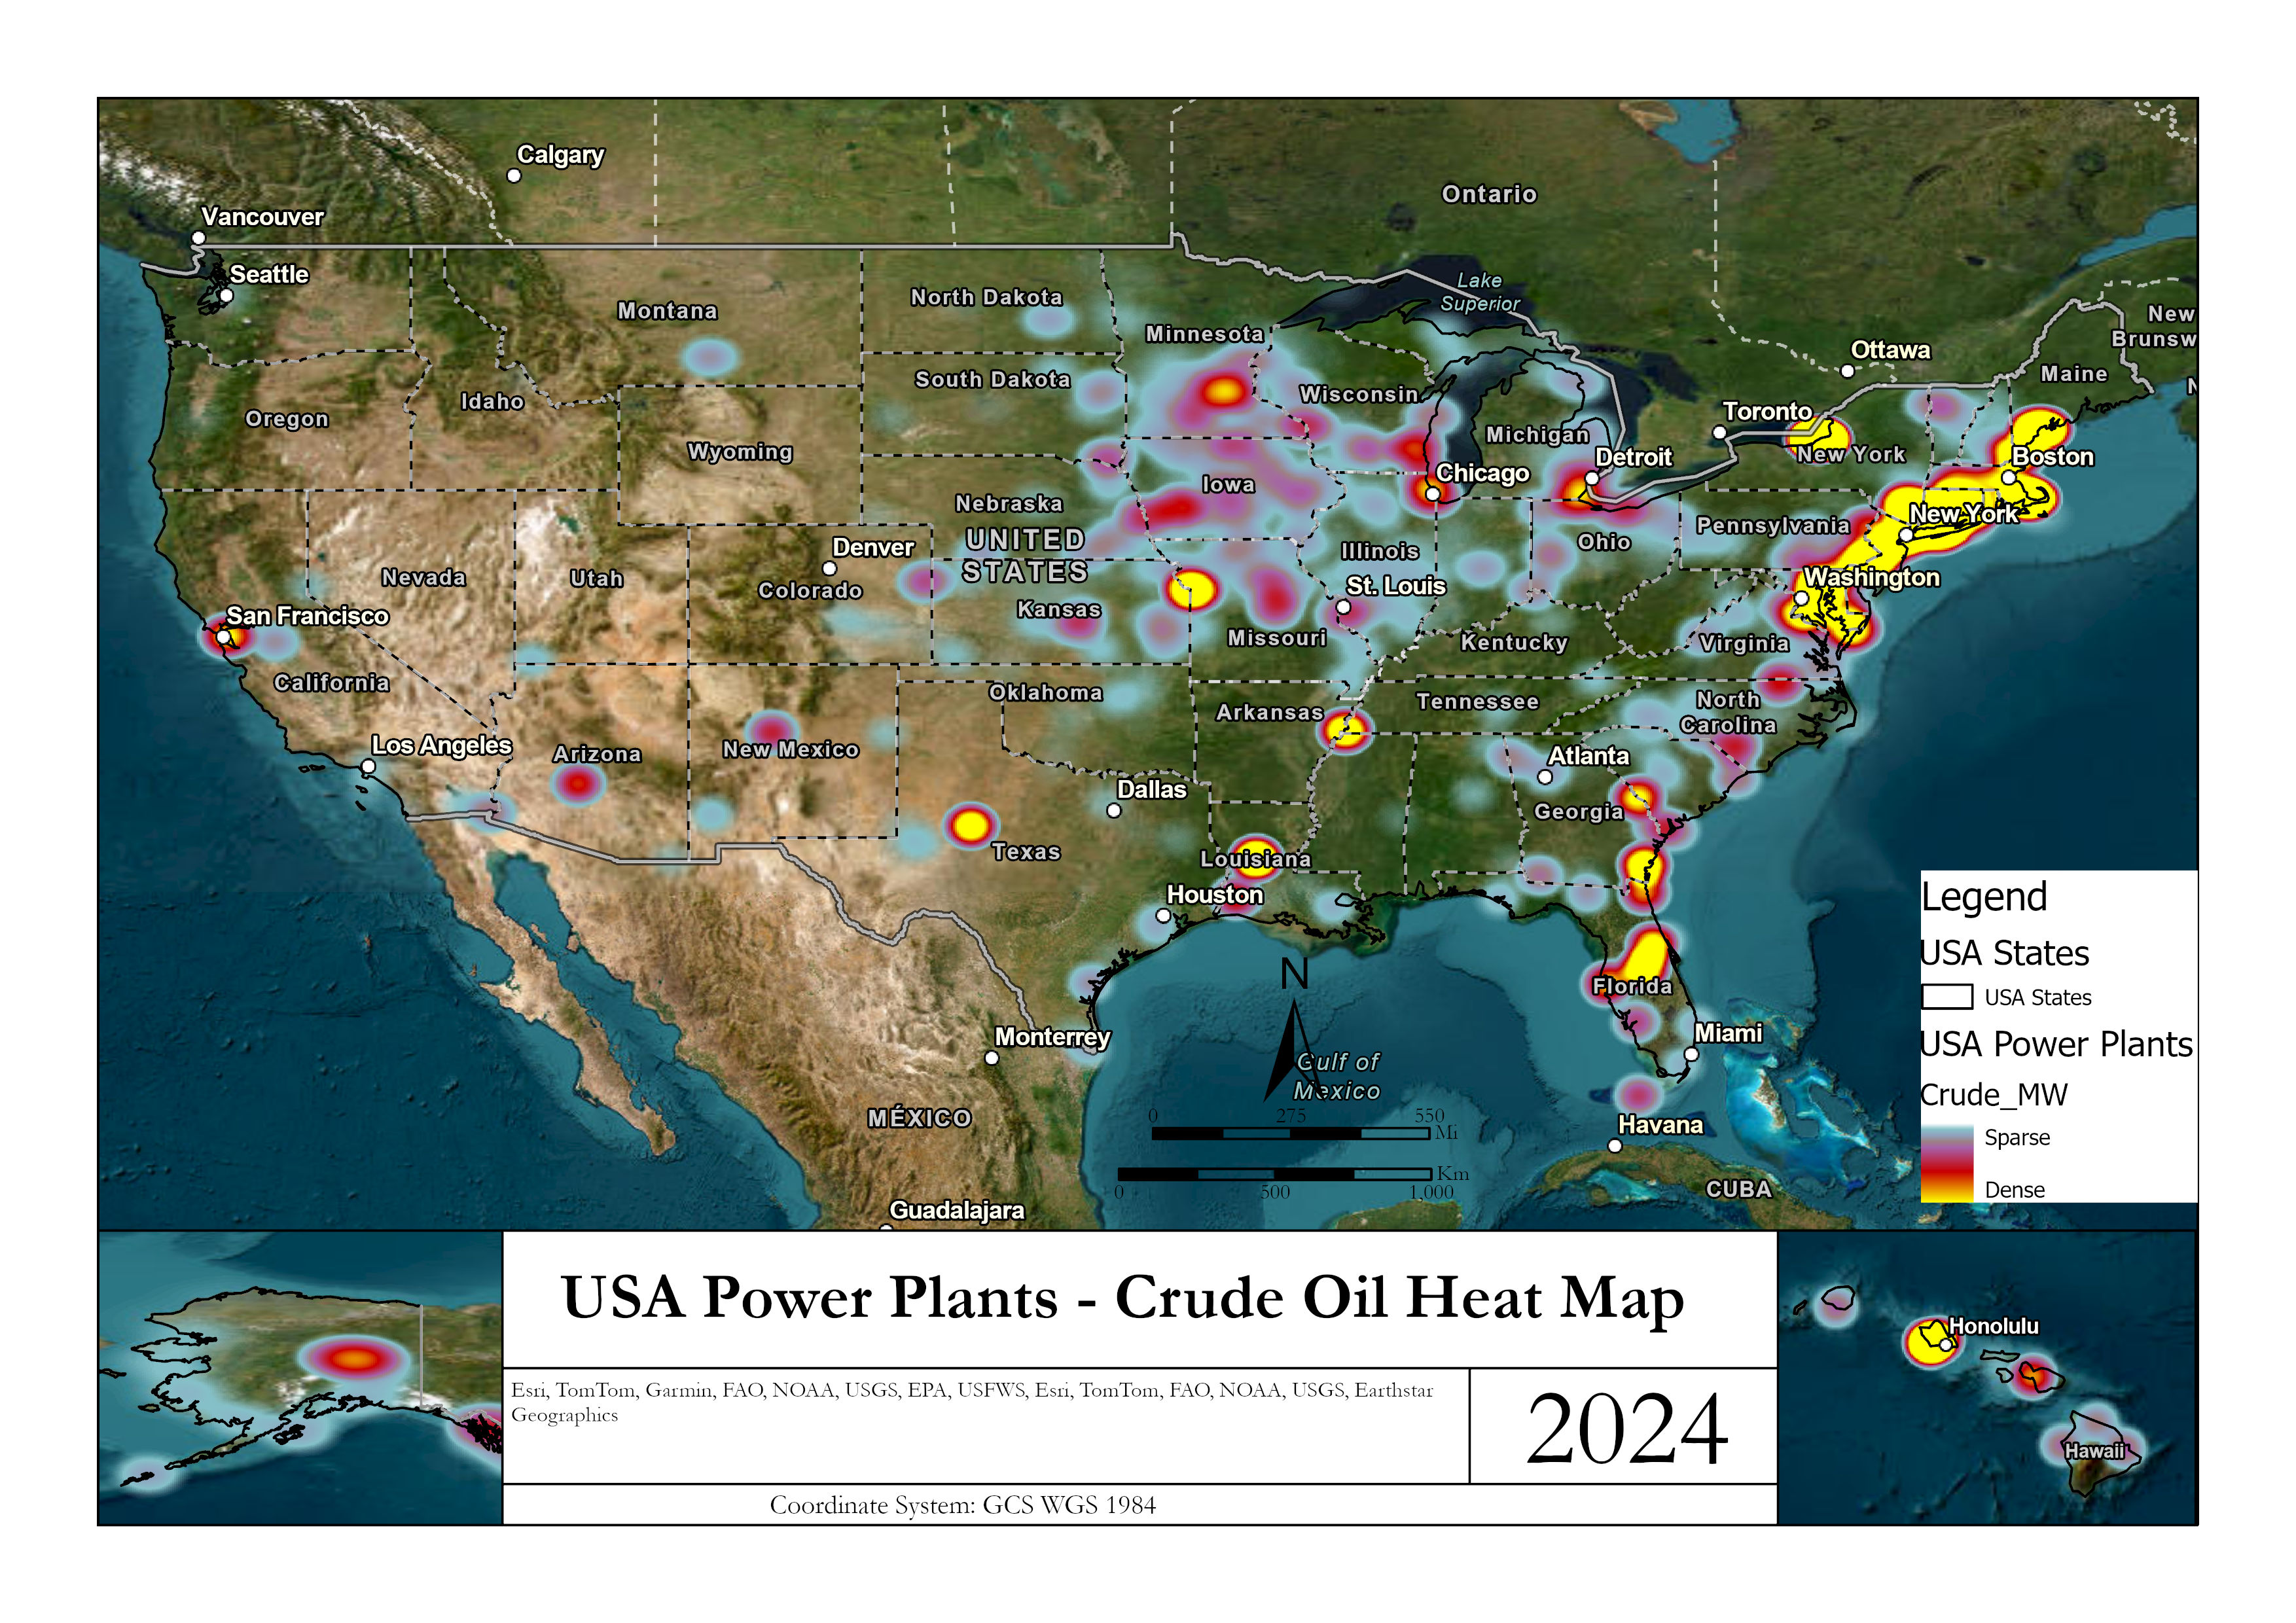 Calgary
Vancouver
Ontario
Seattle
Lake
Superior
North Dakota
Montana
New
Brunsw
Minnesota
Ottawa
Maine
South Dakota
Wisconsin
Idaho
Oregon
Toronto
Michigan
Wyoming
New York
Detroit
Boston
Chicago
Iowa
Nebraska
New York
Pennsylvania
UNITED
STATES
Ohio
Denver
Illinois
Nevada
Utah
Colorado
St. Louis
Washington
Kansas
San Francisco
Missouri
Kentucky
Virginia
California
Oklahoma
Tennessee
North
Carolina
Arkansas
Los Angeles
Arizona
New Mexico
Atlanta
Dallas
Georgia
Texas
Louisiana
Houston
Florida
N
Miami
Monterrey
Gulf of
Mexico
MÉXICO
0 275 550
Mi
Km
0 500 1,000
Havana
CUBA
Guadalajara
N
Legend
USA States
USA States
USA Power Plants
Crude_MW
Sparse
Dense
USA Power Plants - Crude Oil Heat Map
Esri, TomTom, Garmin, FAO, NOAA, USGS, EPA, USFWS, Esri, TomTom, FAO, NOAA, USGS, Earthstar
Geographics
2024
Coordinate System: GCS WGS 1984
Honolulu
Hawaii